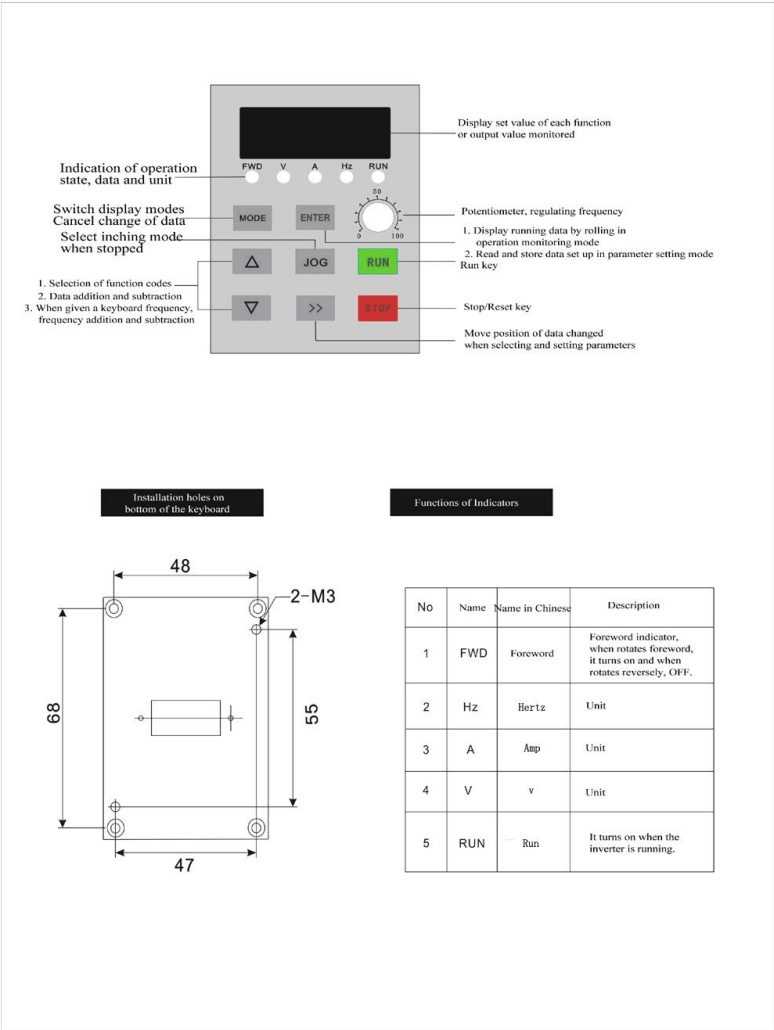 Display set value of each function
or output value monitored
FWD V A Hz RUN
Indication of operation
state, data and unit
50
0 100
Switch display modes
Cancel change of data
MODE
ENTER
Potentiometer, regulating frequency
Select inching mode
when stopped
1. Display running data by rolling in
operation monitoring mode
2. Read and store data set up in parameter setting mode
△
JOG
RUN
Run key
1. Selection of function codes
2. Data addition and subtraction
3. When given a keyboard frequency,
frequency addition and subtraction
▽
>>
STOP
Stop/Reset key
Move position of data changed
when selecting and setting parameters
Installation holes on
bottom of the keyboard
48
2-M3
68
55
47
Functions of Indicators
No Name Name in Chinese Description
1 FWD Foreword Foreword indicator,
when rotates foreword,
it turns on and when
rotates reversely, OFF.
2 Hz Hertz Unit
3 A Amp Unit
4 V v Unit
5 RUN Run It turns on when the
inverter is running.